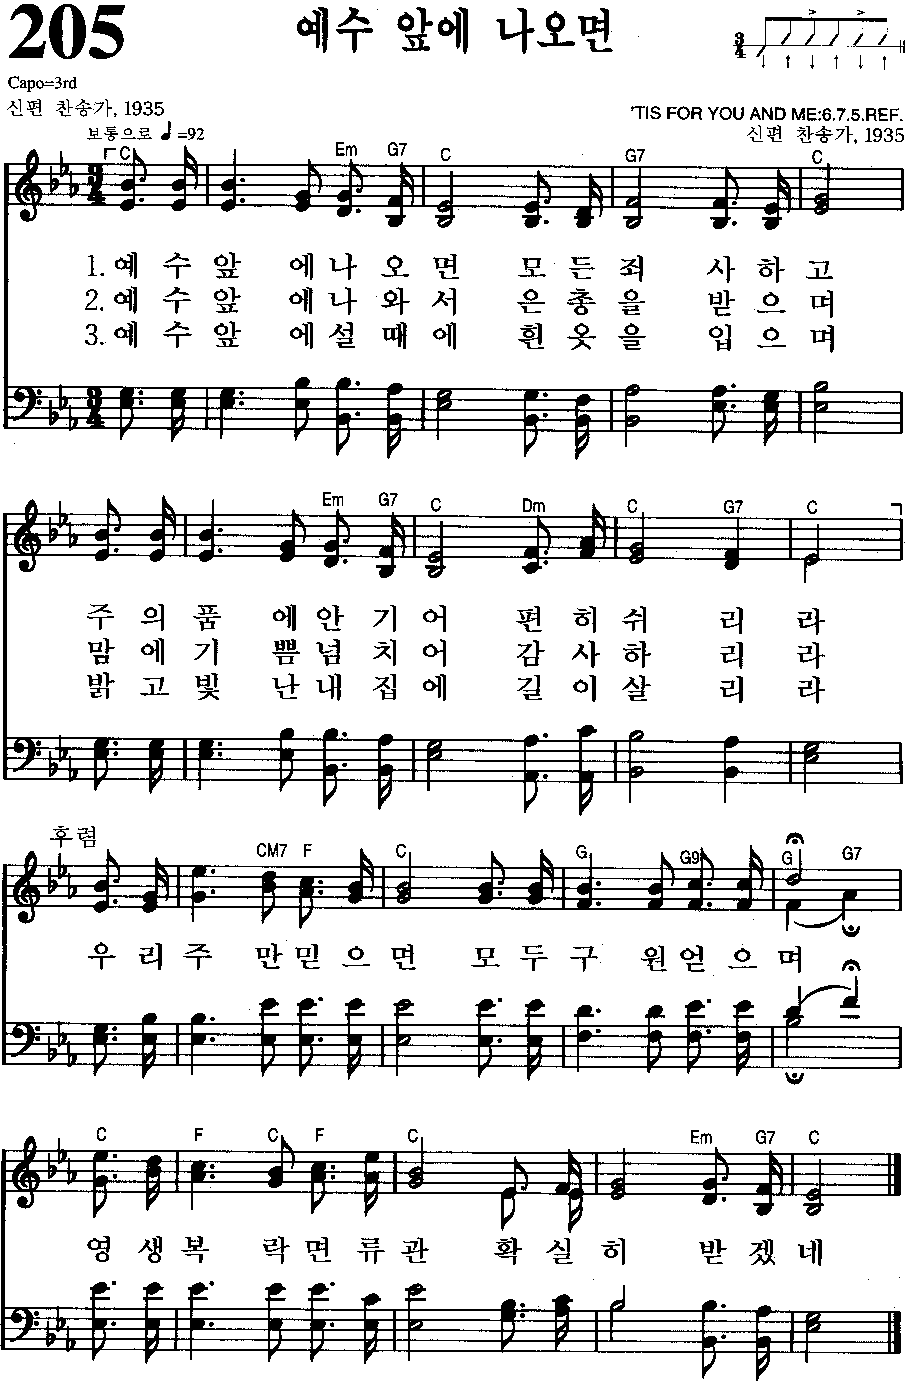 205
예수 앞에 나오면
3/4
Capo=3rd
신편 찬송가, 1935
'TIS FOR YOU AND ME:6.7.5.REF.
보통으로 ♩=92
신편 찬송가, 1935
C Em G7 C G7 C
1.예 수 앞 에 나 오 면 모 든 죄 사 하 고
2.예 수 앞 에 나 와 서 은 총 을 받 으 며
3.예 수 앞 에 설 때 에 흰 옷 을 입 으 며
Em G7 C Dm C G7 C
주 의 품 에 안 기 어 편 히 쉬 리 라
맘 에 기 쁨 넘 치 어 감 사 하 리 라
밝 고 빛 난 내 집 에 길 이 살 리 라
후렴
CM7 F C G G9 G G7
우 리 주 만 믿 으 면 모 두 구 원 얻 으 며
C F C F C Em G7 C
영 생 복 락 면 류 관 확 실 히 받 겠 네